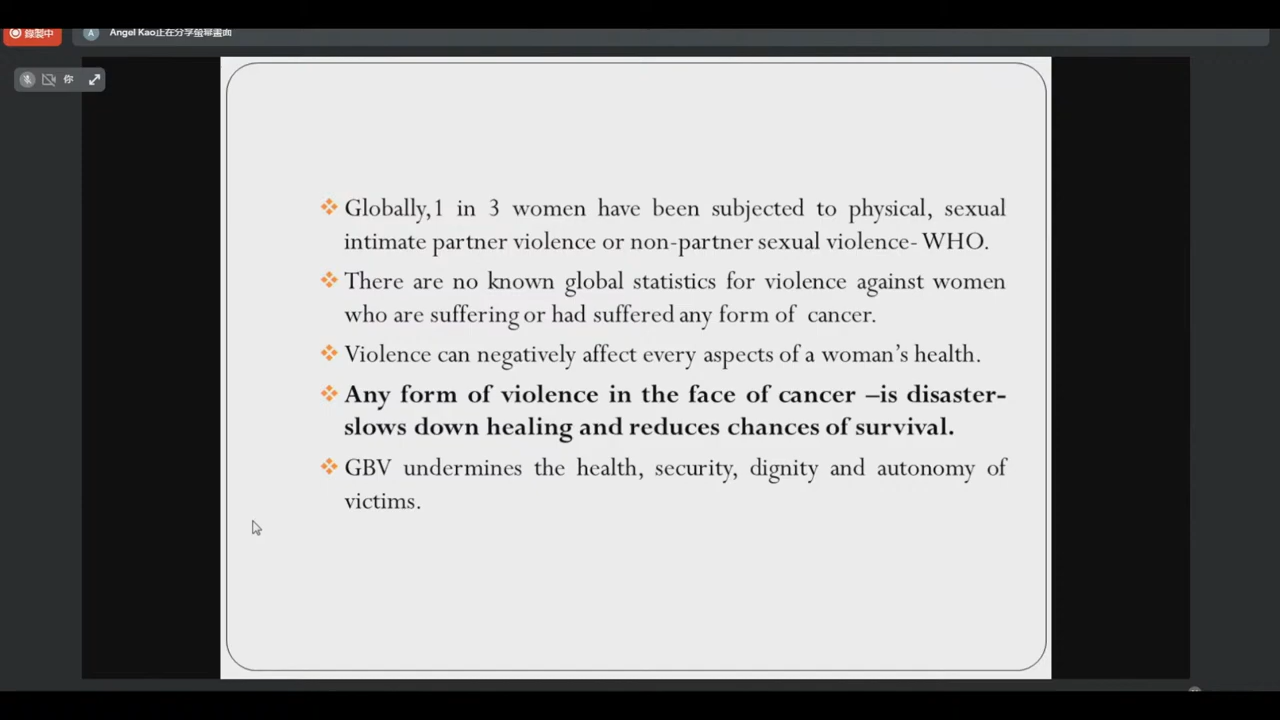 錄製中
A Angel Kao正在分享螢幕畫面
你
Globally,1 in 3 women have been subjected to physical, sexual
intimate partner violence or non-partner sexual violence- WHO.
There are no known global statistics for violence against women
who are suffering or had suffered any form of cancer.
Violence can negatively affect every aspects of a woman’s health.
Any form of violence in the face of cancer –is disaster-
slows down healing and reduces chances of survival.
GBV undermines the health, security, dignity and autonomy of
victims.